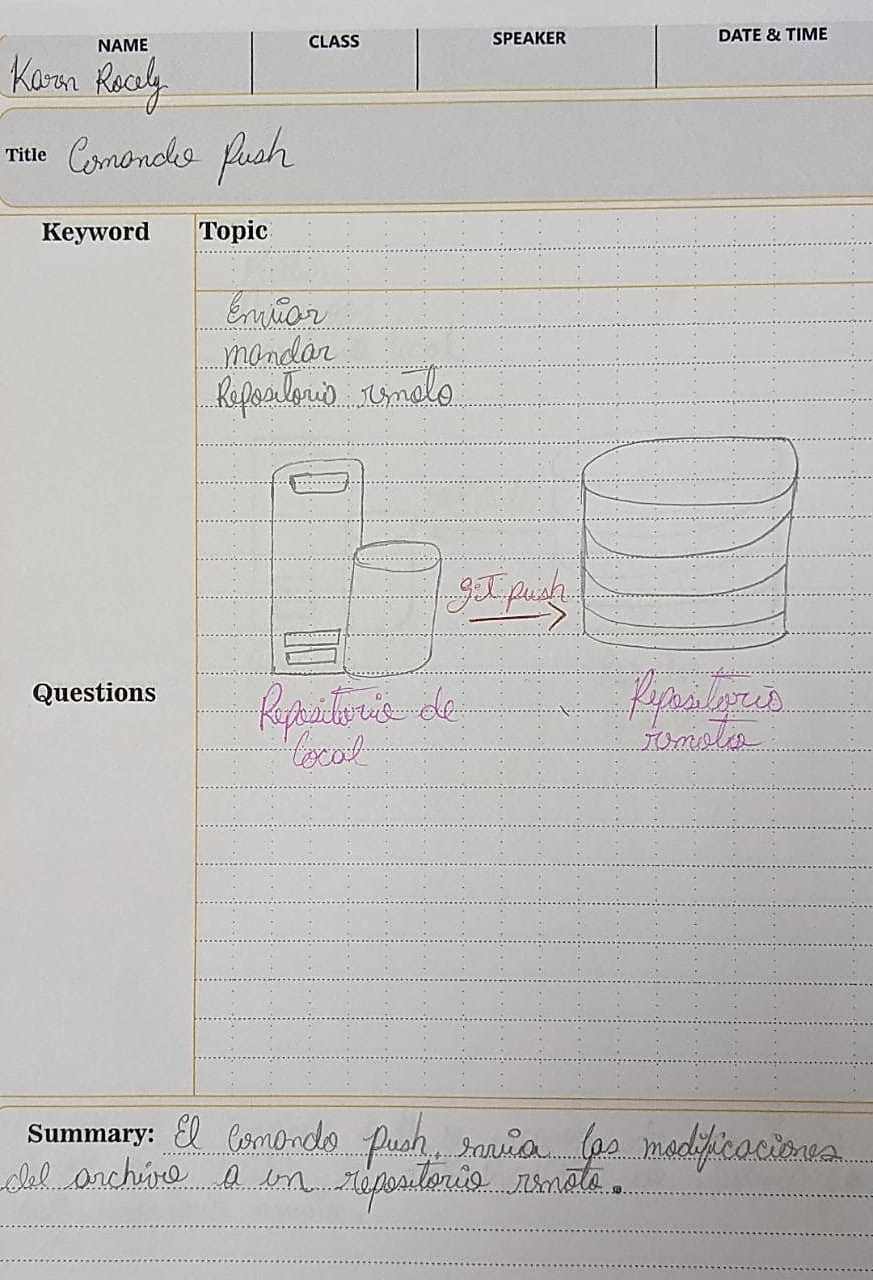 NAME CLASS SPEAKER DATE & TIME
Karen Rocely
Title Comando Push
Keyword Topic
Enviar
mandar
Repositorio remoto
git push
Questions
Repositorio de
local
Repositorio
remoto
Summary: El Comando Push, envia las modificaciones
del archivo a un repositorio remoto.